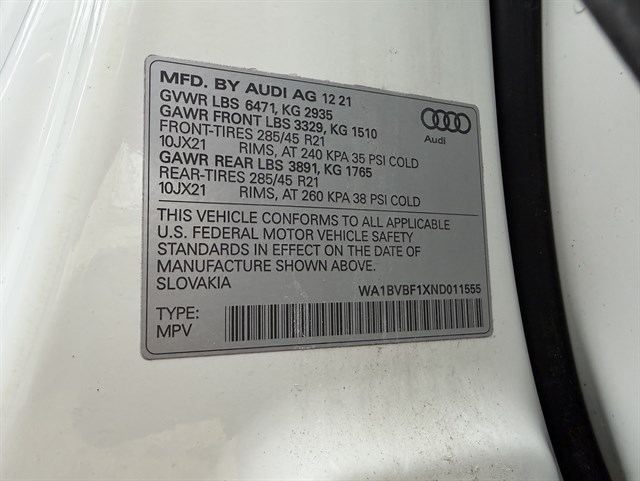 MFD. BY AUDI AG 12 21
GVWR LBS 6471, KG 2935
GAWR FRONT LBS 3329, KG 1510
FRONT-TIRES 285/45 R21
10JX21 RIMS, AT 240 KPA 35 PSI COLD
GAWR REAR LBS 3891, KG 1765
REAR-TIRES 285/45 R21
10JX21 RIMS, AT 260 KPA 38 PSI COLD
Audi
THIS VEHICLE CONFORMS TO ALL APPLICABLE
U.S. FEDERAL MOTOR VEHICLE SAFETY
STANDARDS IN EFFECT ON THE DATE OF
MANUFACTURE SHOWN ABOVE.
SLOVAKIA
WA1BVBF1XND011555
TYPE:
MPV